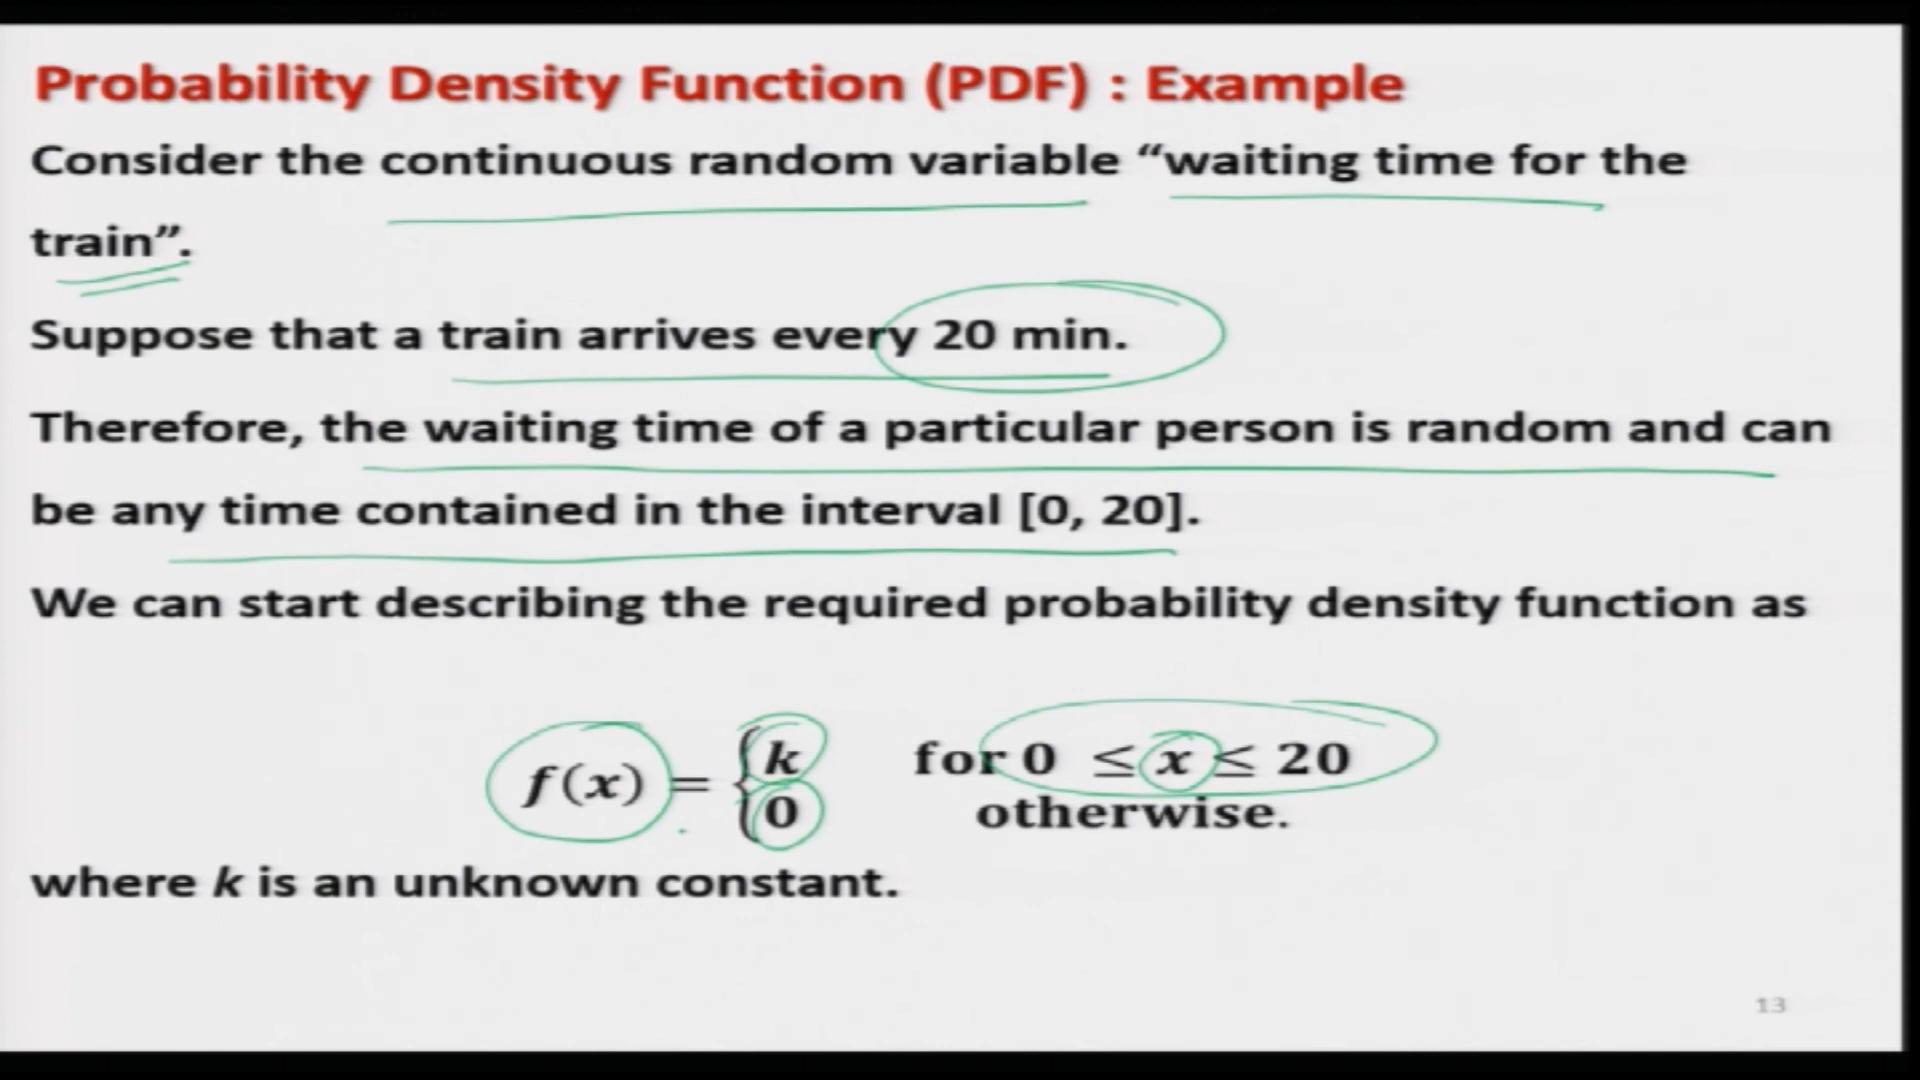 Probability Density Function (PDF) : Example
Consider the continuous random variable “waiting time for the
train”.
Suppose that a train arrives every 20 min.
Therefore, the waiting time of a particular person is random and can
be any time contained in the interval [0, 20].
We can start describing the required probability density function as
f(x) = { k for 0 ≤ x ≤ 20
0 otherwise.
where k is an unknown constant.
13